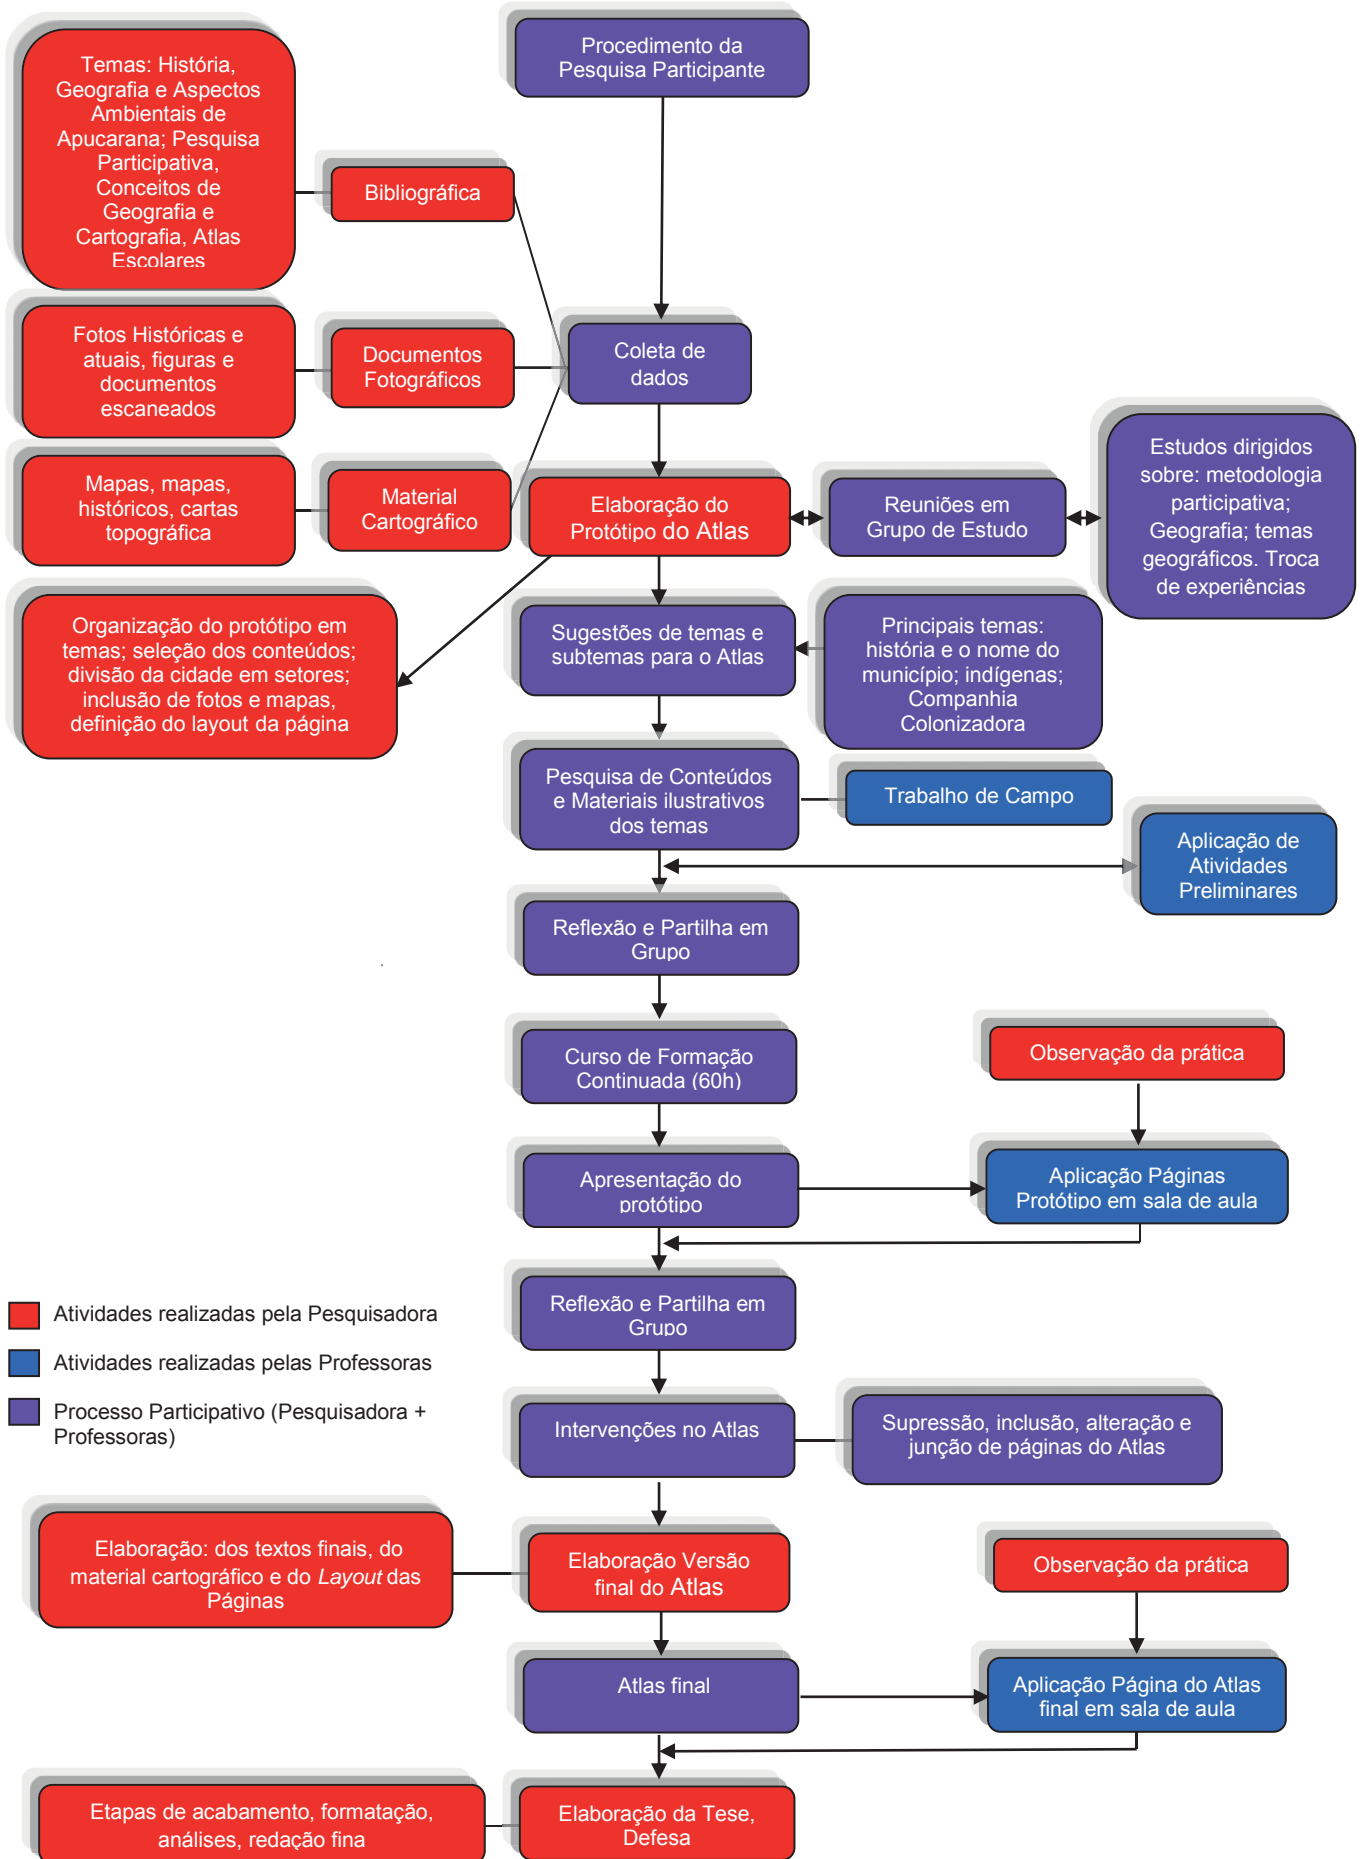 Procedimento da
Pesquisa Participante
Temas: História,
Geografia e Aspectos
Ambientais de
Apucarana; Pesquisa
Participativa,
Conceitos de
Geografia e
Cartografia, Atlas
Escolares
Bibliográfica
Fotos Históricas e
atuais, figuras e
documentos
escaneados
Documentos
Fotográficos
Coleta de
dados
Mapas, mapas,
históricos, cartas
topográfica
Material
Cartográfico
Elaboração do
Protótipo do Atlas
Reuniões em
Grupo de Estudo
Estudos dirigidos
sobre: metodologia
participativa;
Geografia; temas
geográficos. Troca
de experiências
Organização do protótipo em
temas; seleção dos conteúdos;
divisão da cidade em setores;
inclusão de fotos e mapas,
definição do layout da página
Sugestões de temas e
subtemas para o Atlas
Principais temas:
história e o nome do
município; indígenas;
Companhia
Colonizadora
Pesquisa de Conteúdos
e Materiais ilustrativos
dos temas
Trabalho de Campo
Aplicação de
Atividades
Preliminares
Reflexão e Partilha em
Grupo
Curso de Formação
Continuada (60h)
Observação da prática
Apresentação do
protótipo
Aplicação Páginas
Protótipo em sala de aula
Reflexão e Partilha em
Grupo
Atividades realizadas pela Pesquisadora
Atividades realizadas pelas Professoras
Processo Participativo (Pesquisadora +
Professoras)
Intervenções no Atlas
Supressão, inclusão, alteração e
junção de páginas do Atlas
Elaboração: dos textos finais, do
material cartográfico e do Layout das
Páginas
Elaboração Versão
final do Atlas
Observação da prática
Atlas final
Aplicação Página do Atlas
final em sala de aula
Etapas de acabamento, formatação,
análises, redação fina
Elaboração da Tese,
Defesa